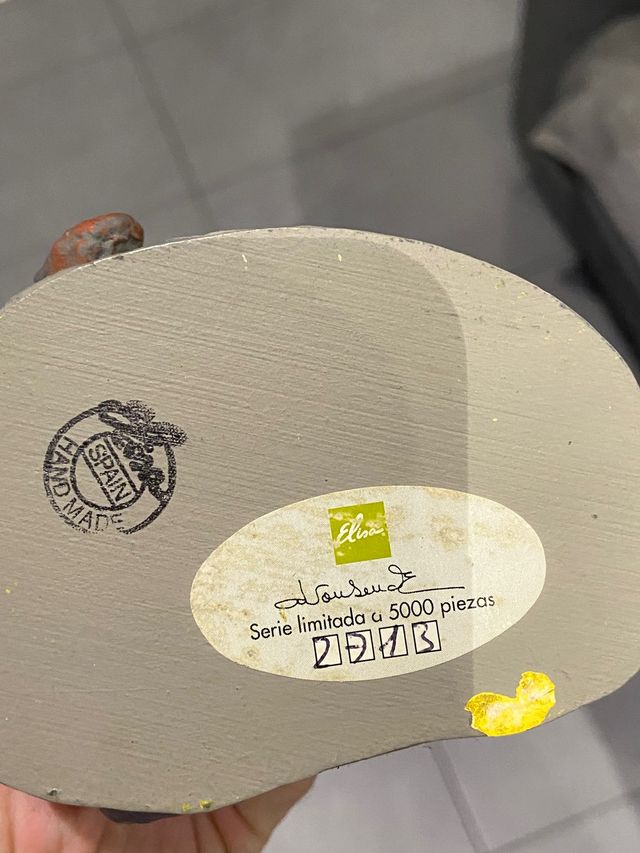 HAND MADE
SPAIN
Elisa
Serie limitada a 5000 piezas
2713